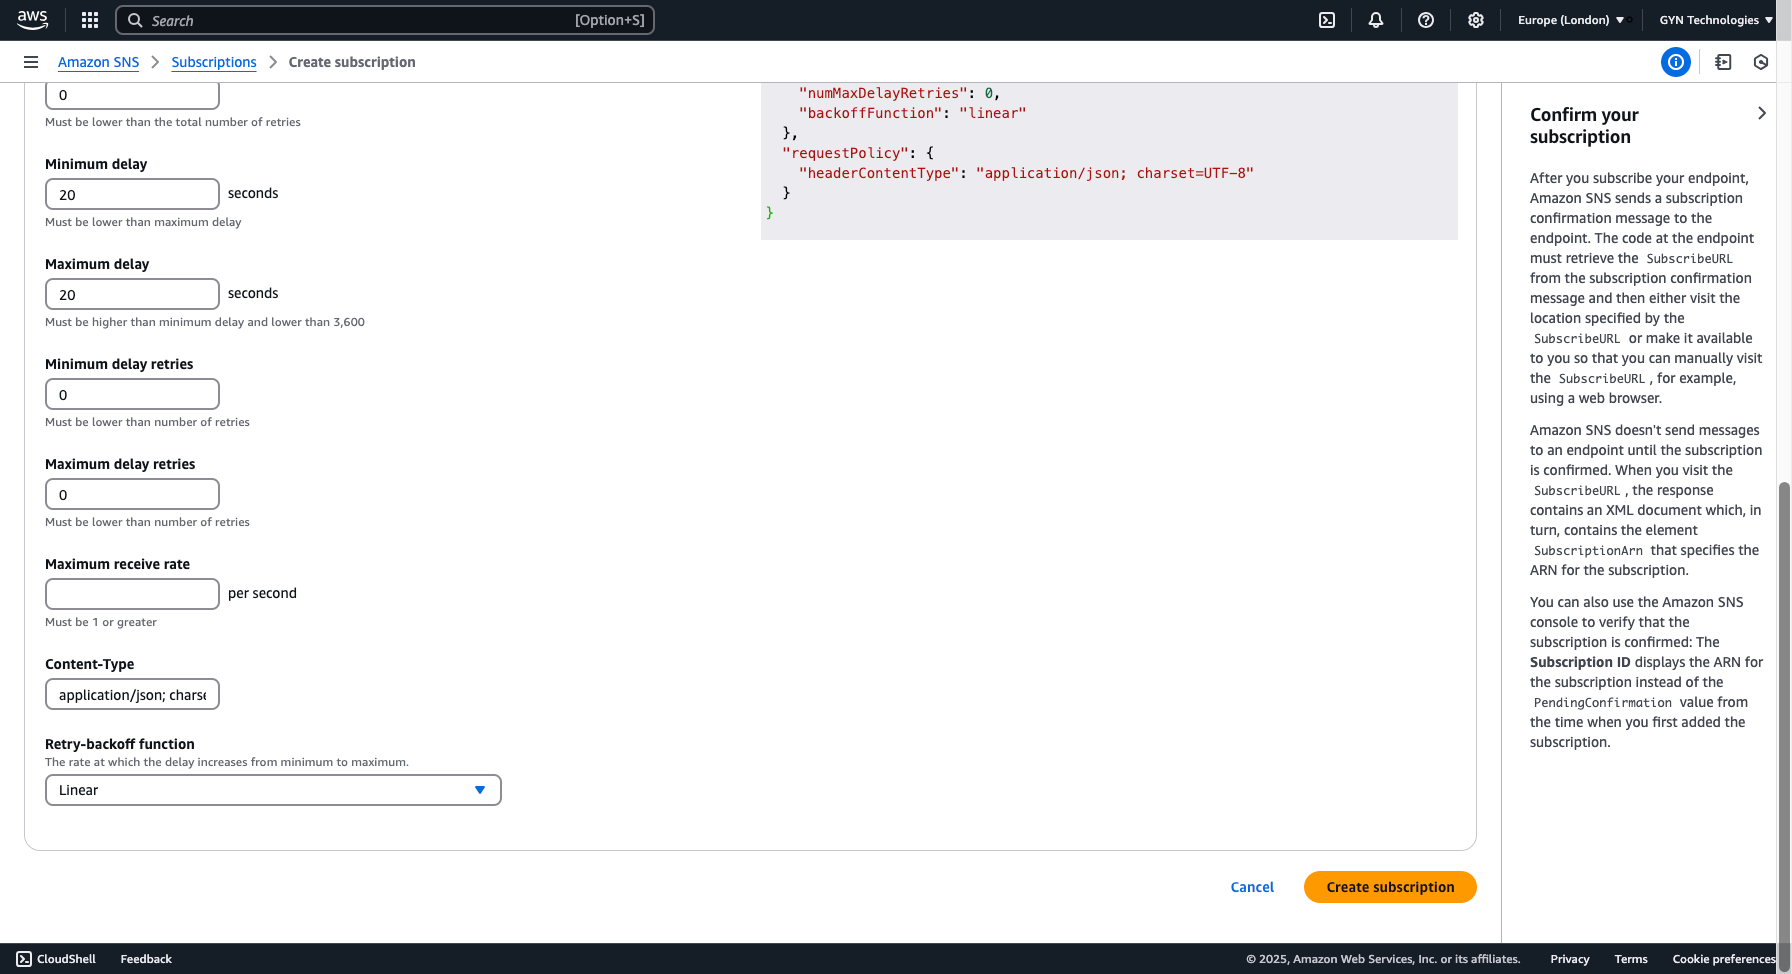 aws
Search
[Option+S]
Europe (London)
GYN Technologies
Amazon SNS
Subscriptions
Create subscription
0
Must be lower than the total number of retries
Minimum delay
20
seconds
Must be lower than maximum delay
Maximum delay
20
seconds
Must be higher than minimum delay and lower than 3,600
Minimum delay retries
0
Must be lower than number of retries
Maximum delay retries
0
Must be lower than number of retries
Maximum receive rate
per second
Must be 1 or greater
Content-Type
application/json; charse
Retry-backoff function
The rate at which the delay increases from minimum to maximum.
Linear
"numMaxDelayRetries": 0,
"backoffFunction": "linear"
},
"requestPolicy": {
"headerContentType": "application/json; charset=UTF-8"
}
}
Cancel
Create subscription
Confirm your
subscription
After you subscribe your endpoint,
Amazon SNS sends a subscription
confirmation message to the
endpoint. The code at the endpoint
must retrieve the SubscribeURL
from the subscription confirmation
message and then either visit the
location specified by the
SubscribeURL or make it available
to you so that you can manually visit
the SubscribeURL, for example,
using a web browser.
Amazon SNS doesn't send messages
to an endpoint until the subscription
is confirmed. When you visit the
SubscribeURL, the response
contains an XML document which, in
turn, contains the element
SubscriptionArn that specifies the
ARN for the subscription.
You can also use the Amazon SNS
console to verify that the
subscription is confirmed: The
Subscription ID displays the ARN for
the subscription instead of the
PendingConfirmation value from
the time when you first added the
subscription.
CloudShell
Feedback
© 2025, Amazon Web Services, Inc. or its affiliates.
Privacy
Terms
Cookie preferences